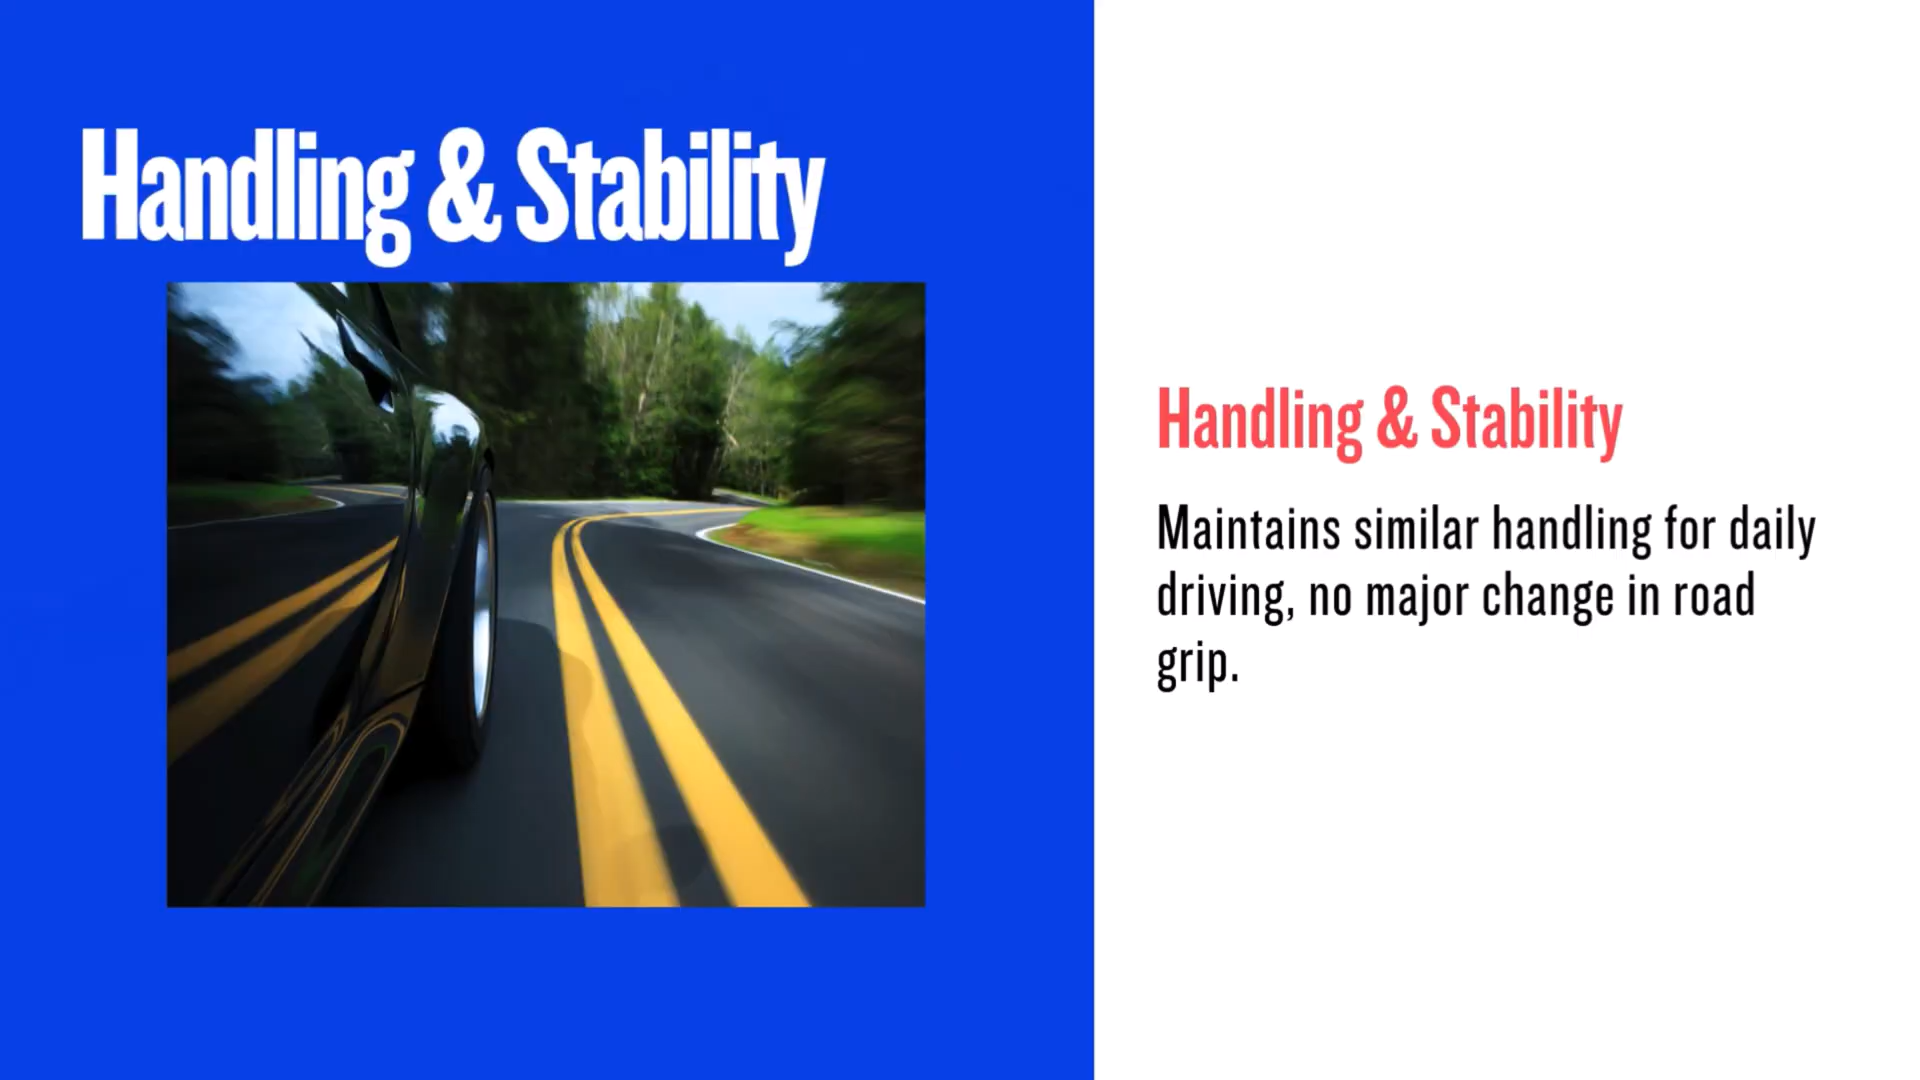 Handling & Stability
Handling & Stability
Maintains similar handling for daily
driving, no major change in road
grip.